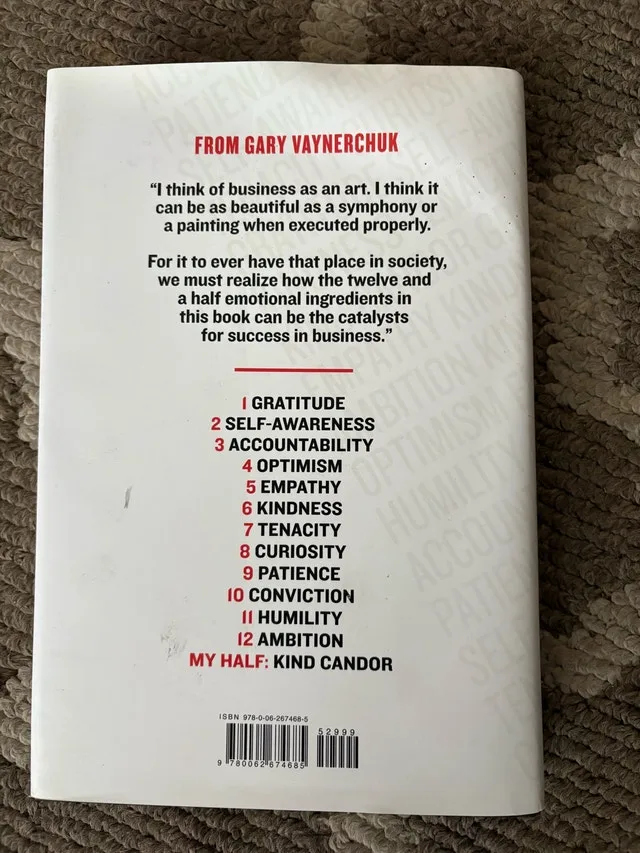 FROM GARY VAYNERCHUK
“I think of business as an art. I think it
can be as beautiful as a symphony or
a painting when executed properly.
For it to ever have that place in society,
we must realize how the twelve and
a half emotional ingredients in
this book can be the catalysts
for success in business.”
1 GRATITUDE
2 SELF-AWARENESS
3 ACCOUNTABILITY
4 OPTIMISM
5 EMPATHY
6 KINDNESS
7 TENACITY
8 CURIOSITY
9 PATIENCE
10 CONVICTION
11 HUMILITY
12 AMBITION
MY HALF: KIND CANDOR
ISBN 978-0-06-267468-5
52999
9 780062 674685
EMPATHY
OPTIMISM
HUMILITY